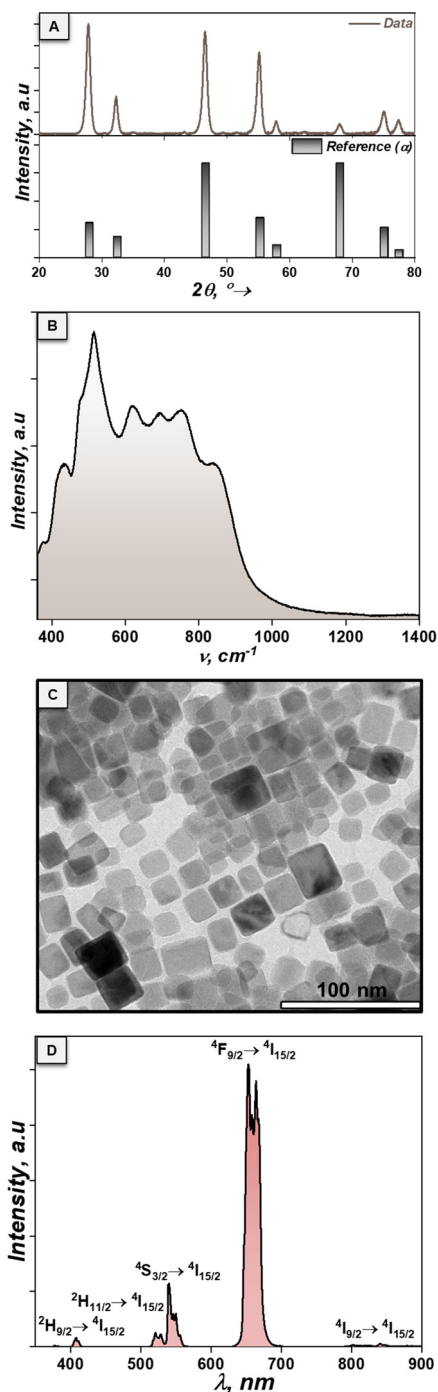 A
Data
Intensity, a.u
Reference (α)
20 30 40 50 60 70 80
2θ, º→
B
Intensity, a.u
400 600 800 1000 1200 1400
ν, cm⁻¹
C
100 nm
D
⁴F₉/₂→ ⁴I₁₅/₂
Intensity, a.u
⁴S₃/₂→ ⁴I₁₅/₂
²H₁₁/₂→ ⁴I₁₅/₂
²H₉/₂→⁴I₁₅/₂
⁴I₉/₂→⁴I₁₅/₂
400 500 600 700 800 900
λ, nm